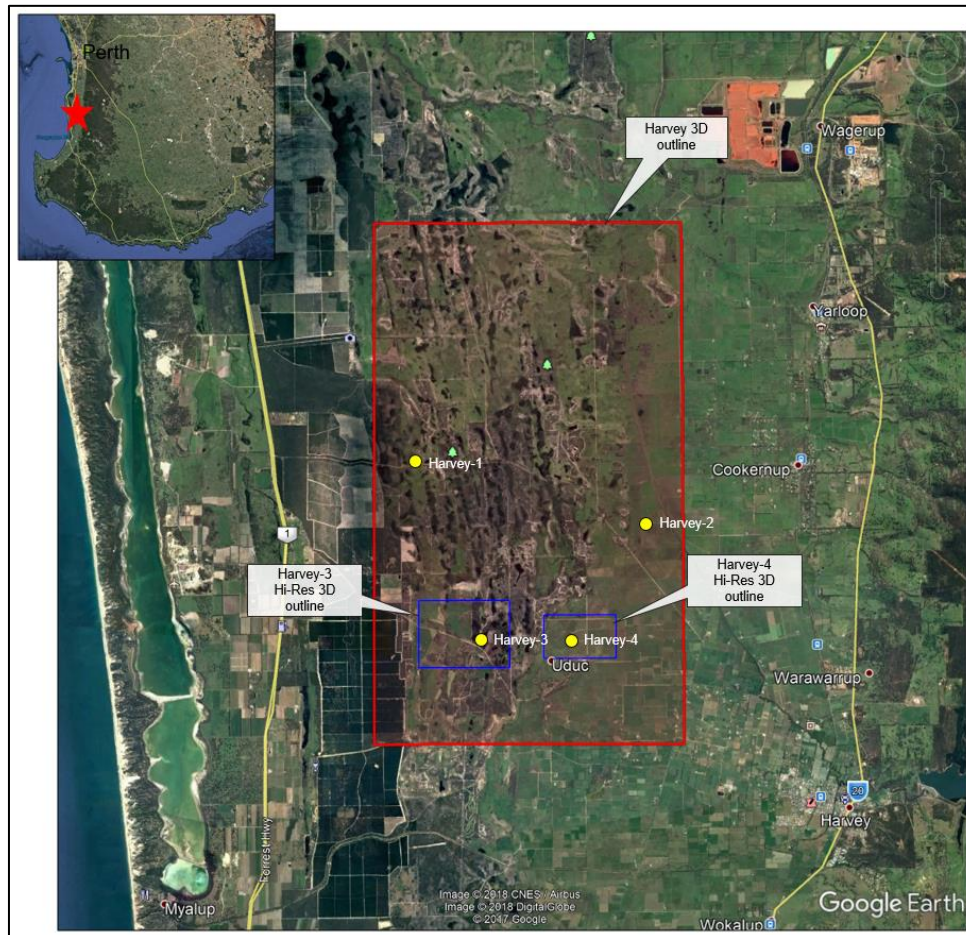 Perth
Harvey 3D
outline
Wagerup
Yarloop
Harvey-1
Cookernup
Harvey-2
1
Harvey-3
Hi-Res 3D
outline
Harvey-4
Hi-Res 3D
outline
Harvey-3
Harvey-4
Uduc
Warawarrup
20
Harvey
Forrest Hwy
Image © 2018 CNES / Airbus
Image © 2018 DigitalGlobe
© 2047 Google
Google Earth
Myalup
Wokalup